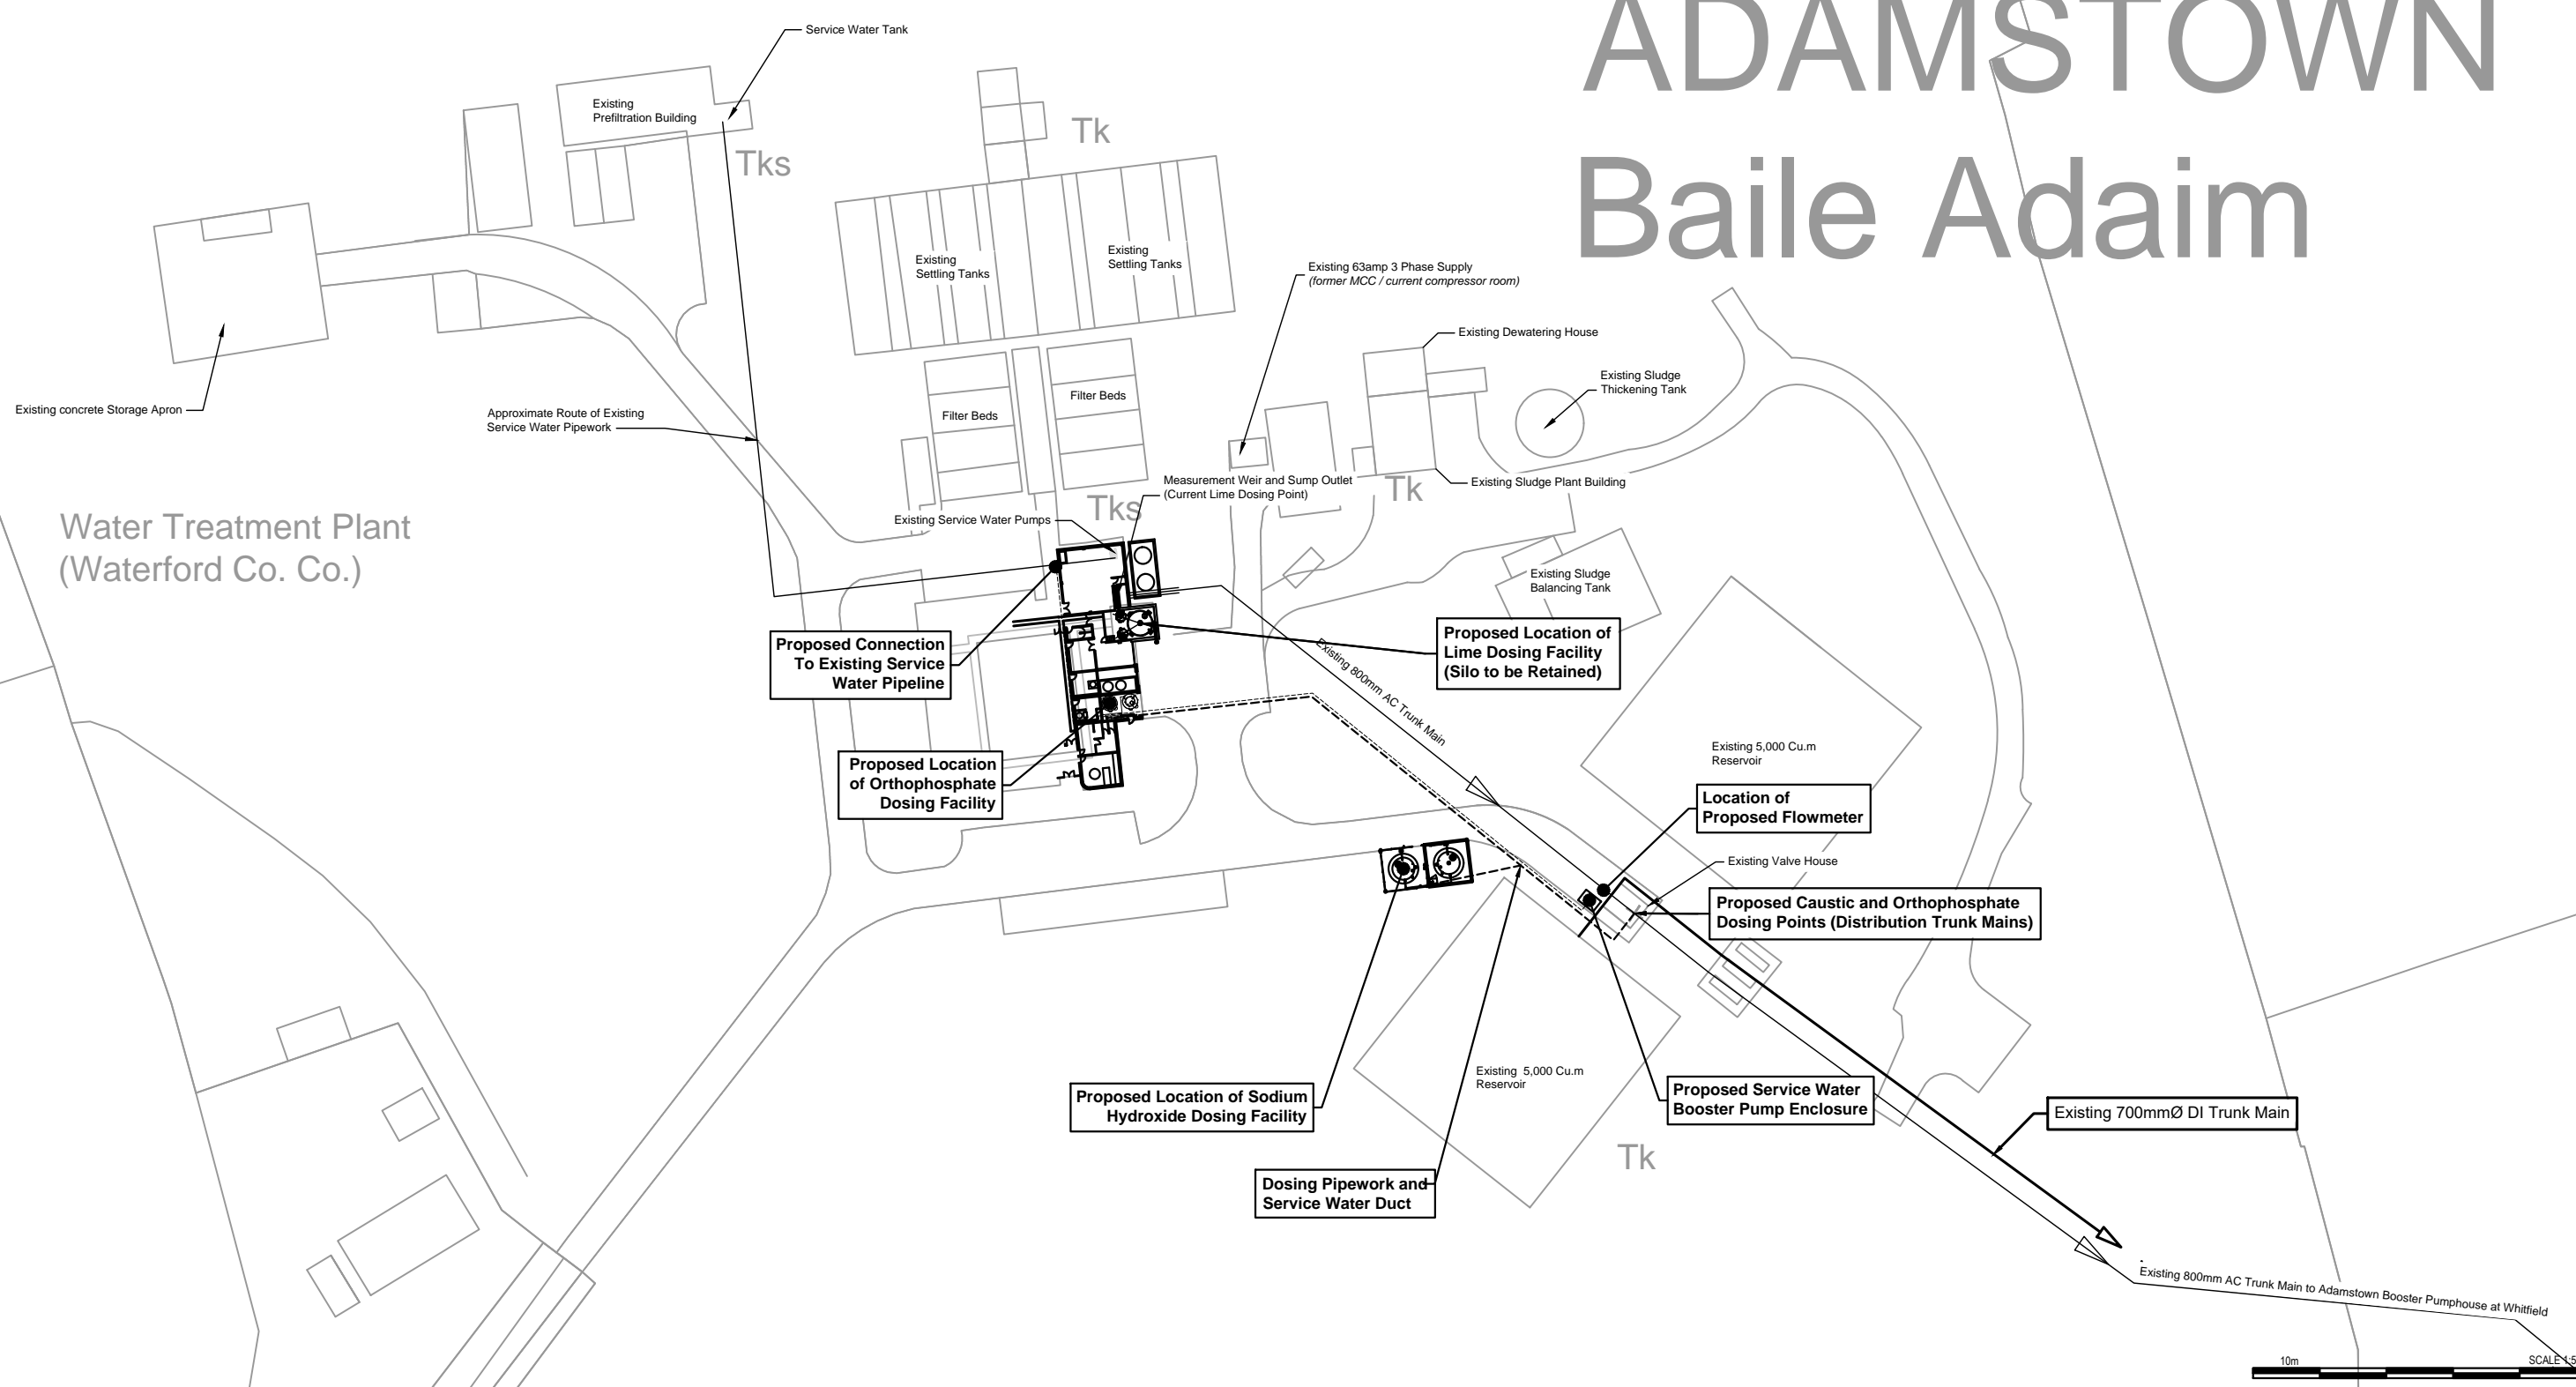 ADAMSTOWN
Baile Adaim
Service Water Tank
Existing
Prefiltration Building
Tks
Tk
Existing
Settling Tanks
Existing
Settling Tanks
Existing 63amp 3 Phase Supply
(former MCC / current compressor room)
Existing Dewatering House
Existing Sludge
Thickening Tank
Existing concrete Storage Apron
Approximate Route of Existing
Service Water Pipework
Filter Beds
Filter Beds
Measurement Weir and Sump Outlet
(Current Lime Dosing Point)
Tk
Existing Sludge Plant Building
Tks
Existing Service Water Pumps
Water Treatment Plant
(Waterford Co. Co.)
Existing Sludge
Balancing Tank
Proposed Connection
To Existing Service
Water Pipeline
Proposed Location of
Lime Dosing Facility
(Silo to be Retained)
Existing 800mm AC Trunk Main
Existing 5,000 Cu.m
Reservoir
Proposed Location
of Orthophosphate
Dosing Facility
Location of
Proposed Flowmeter
Existing Valve House
Proposed Caustic and Orthophosphate
Dosing Points (Distribution Trunk Mains)
Existing 5,000 Cu.m
Reservoir
Proposed Location of Sodium
Hydroxide Dosing Facility
Proposed Service Water
Booster Pump Enclosure
Existing 700mmØ DI Trunk Main
Tk
Dosing Pipework and
Service Water Duct
Existing 800mm AC Trunk Main to Adamstown Booster Pumphouse at Whitfield
10m
SCALE 1:5